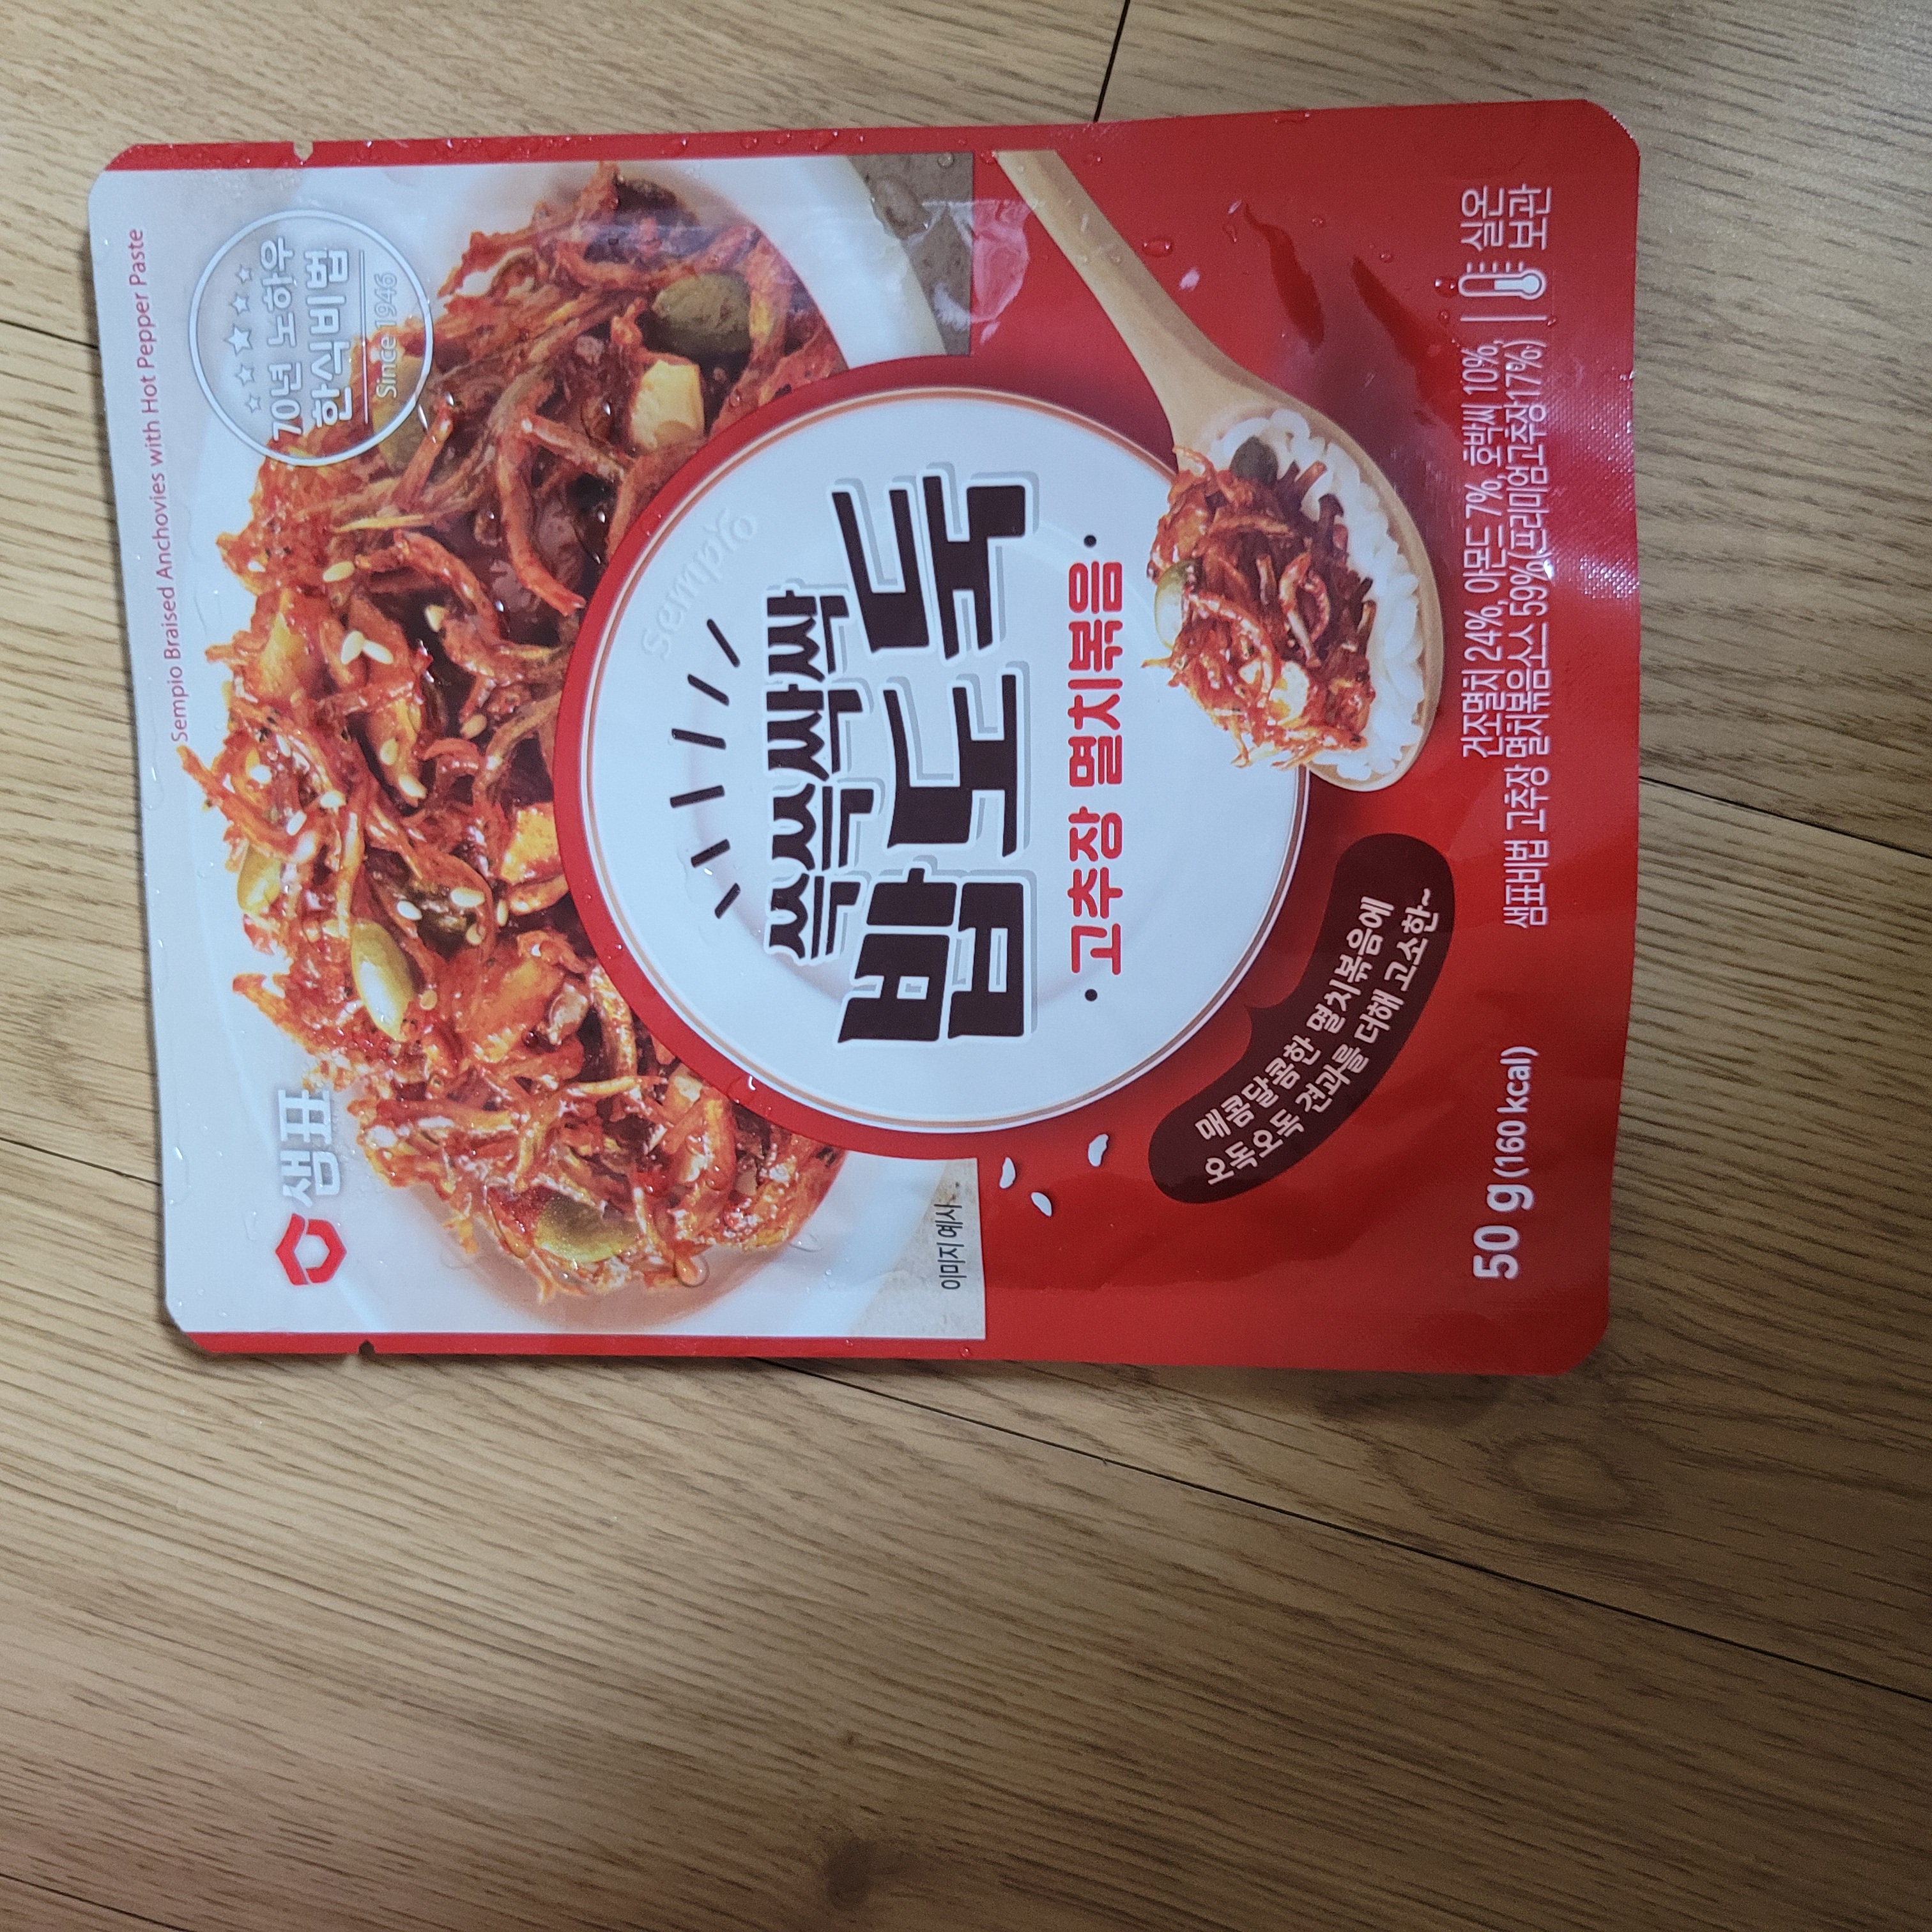 Sempio Braised Anchovies with Hot Pepper Paste
샘표
70년 노하우
한식비법
Since 1946
sempio
쓱쓱싹싹
밥도둑
고추장 멸치볶음
이미지 예시
매콤달콤한 멸치볶음에
오독오독 견과를 더해 고소한~
50 g (160 kcal)
건조멸치 24%, 아몬드 7%, 호박씨 10%,
샘표비법 고추장 멸치볶음소스 59% (프리미엄고추장17%)
실온
보관